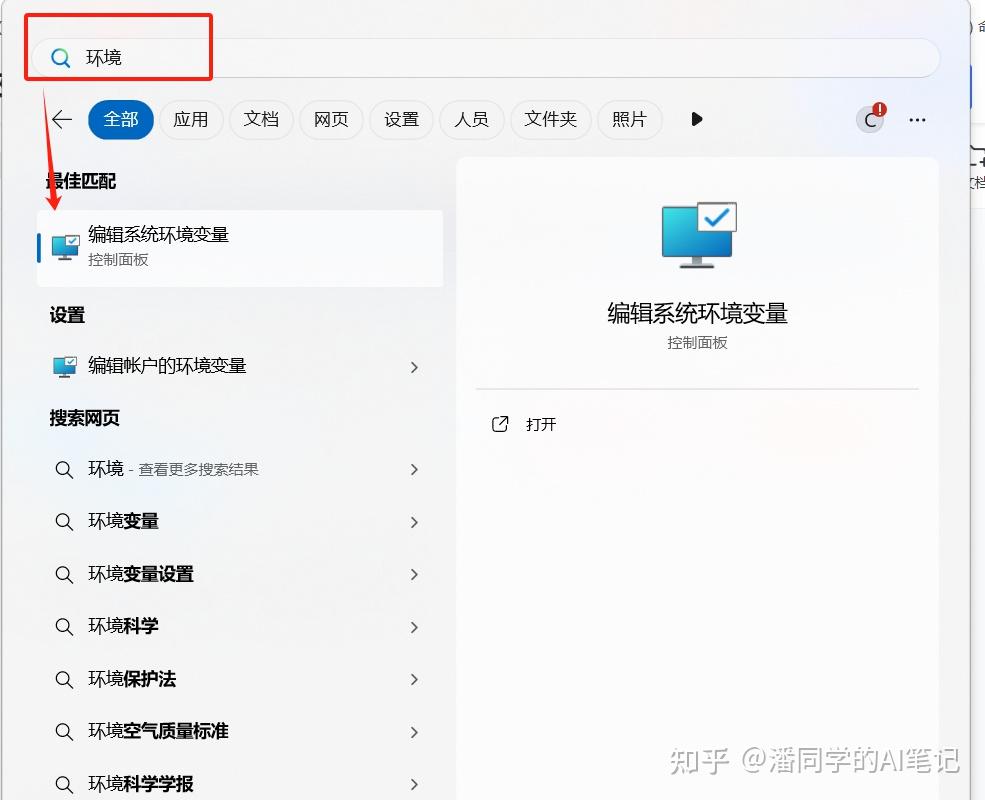 环境
全部 应用 文档 网页 设置 人员 文件夹 照片 C
最佳匹配
编辑系统环境变量
控制面板
设置
编辑帐户的环境变量
搜索网页
环境 - 查看更多搜索结果
环境变量
环境变量设置
环境科学
环境保护法
环境空气质量标准
环境科学学报
编辑系统环境变量
控制面板
打开
知乎 @潘同学的AI笔记